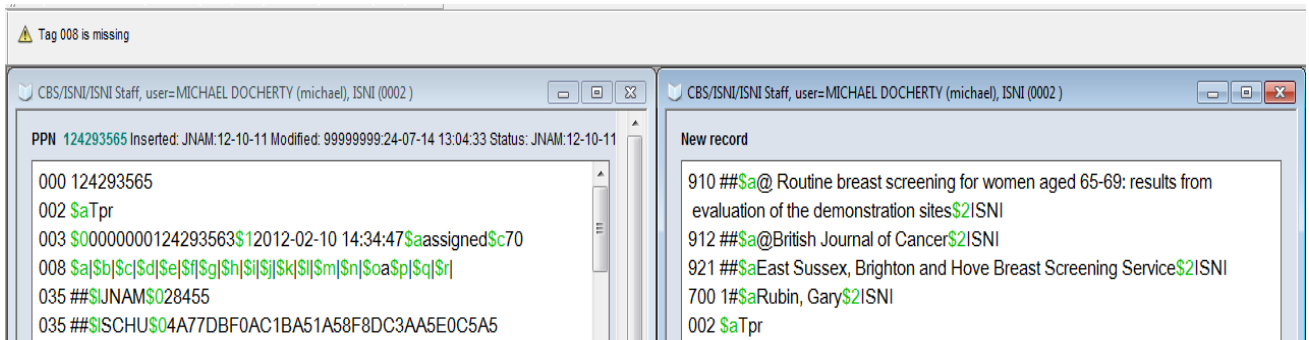 Tag 008 is missing
CBS/ISNI/ISNI Staff, user=MICHAEL DOCHERTY (michael), ISNI (0002 )
PPN 124293565 Inserted: JNAM:12-10-11 Modified: 99999999:24-07-14 13:04:33 Status: JNAM:12-10-11
000 124293565
002 $aTpr
003 $0000000012429356​3$12012-02-10 14:34:47$aassigned$c70
008 $a|$b|$c|$d|$e|$f|$g|$h|$i|$j|$k|$l|$m|$n|$oa$p|$q|$r|
035 ##$IJNAM$028455
035 ##$ISCHU$04A77DBF0AC1BA51A58F8DC3AA5E0C5A5
CBS/ISNI/ISNI Staff, user=MICHAEL DOCHERTY (michael), ISNI (0002 )
New record
910 ##$a@ Routine breast screening for women aged 65-69: results from
evaluation of the demonstration sites$2ISNI
912 ##$a@British Journal of Cancer$2ISNI
921 ##$aEast Sussex, Brighton and Hove Breast Screening Service$2ISNI
700 1#$aRubin, Gary$2ISNI
002 $aTpr